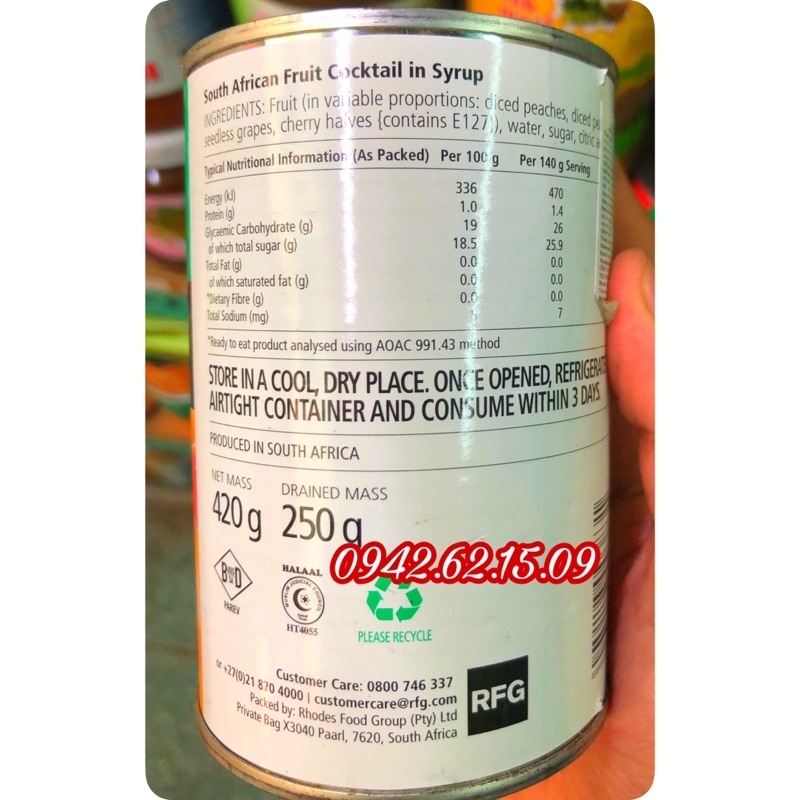 South African Fruit Cocktail in Syrup
INGREDIENTS: Fruit (in variable proportions: diced peaches, diced
seedless grapes, cherry halves {contains E127}), water, sugar, citric
Typical Nutritional Information (As Packed) Per 100 g Per 140 g Serving
Energy (kJ) 336 470
Protein (g) 1.0 1.4
Glycaemic Carbohydrate (g) 19 26
of which total sugar (g) 18.5 25.9
Total Fat (g) 0.0 0.0
of which saturated fat (g) 0.0 0.0
*Dietary Fibre (g) 0.0 0.0
Total Sodium (mg) 5 7
*Ready to eat product analysed using AOAC 991.43 method
STORE IN A COOL, DRY PLACE. ONCE OPENED, REFRIGERATE
AIRTIGHT CONTAINER AND CONSUME WITHIN 3 DAYS.
PRODUCED IN SOUTH AFRICA
NET MASS DRAINED MASS
420 g 250 g
0942.62.15.09
B D
PAREV
HALAAL
MUSLIM JUDICIAL COUNCIL
HT4055
PLEASE RECYCLE
Customer Care: 0800 746 337
or +27(0)21 870 4000 | customercare@rfg.com
Packed by: Rhodes Food Group (Pty) Ltd
Private Bag X3040 Paarl, 7620, South Africa
RFG